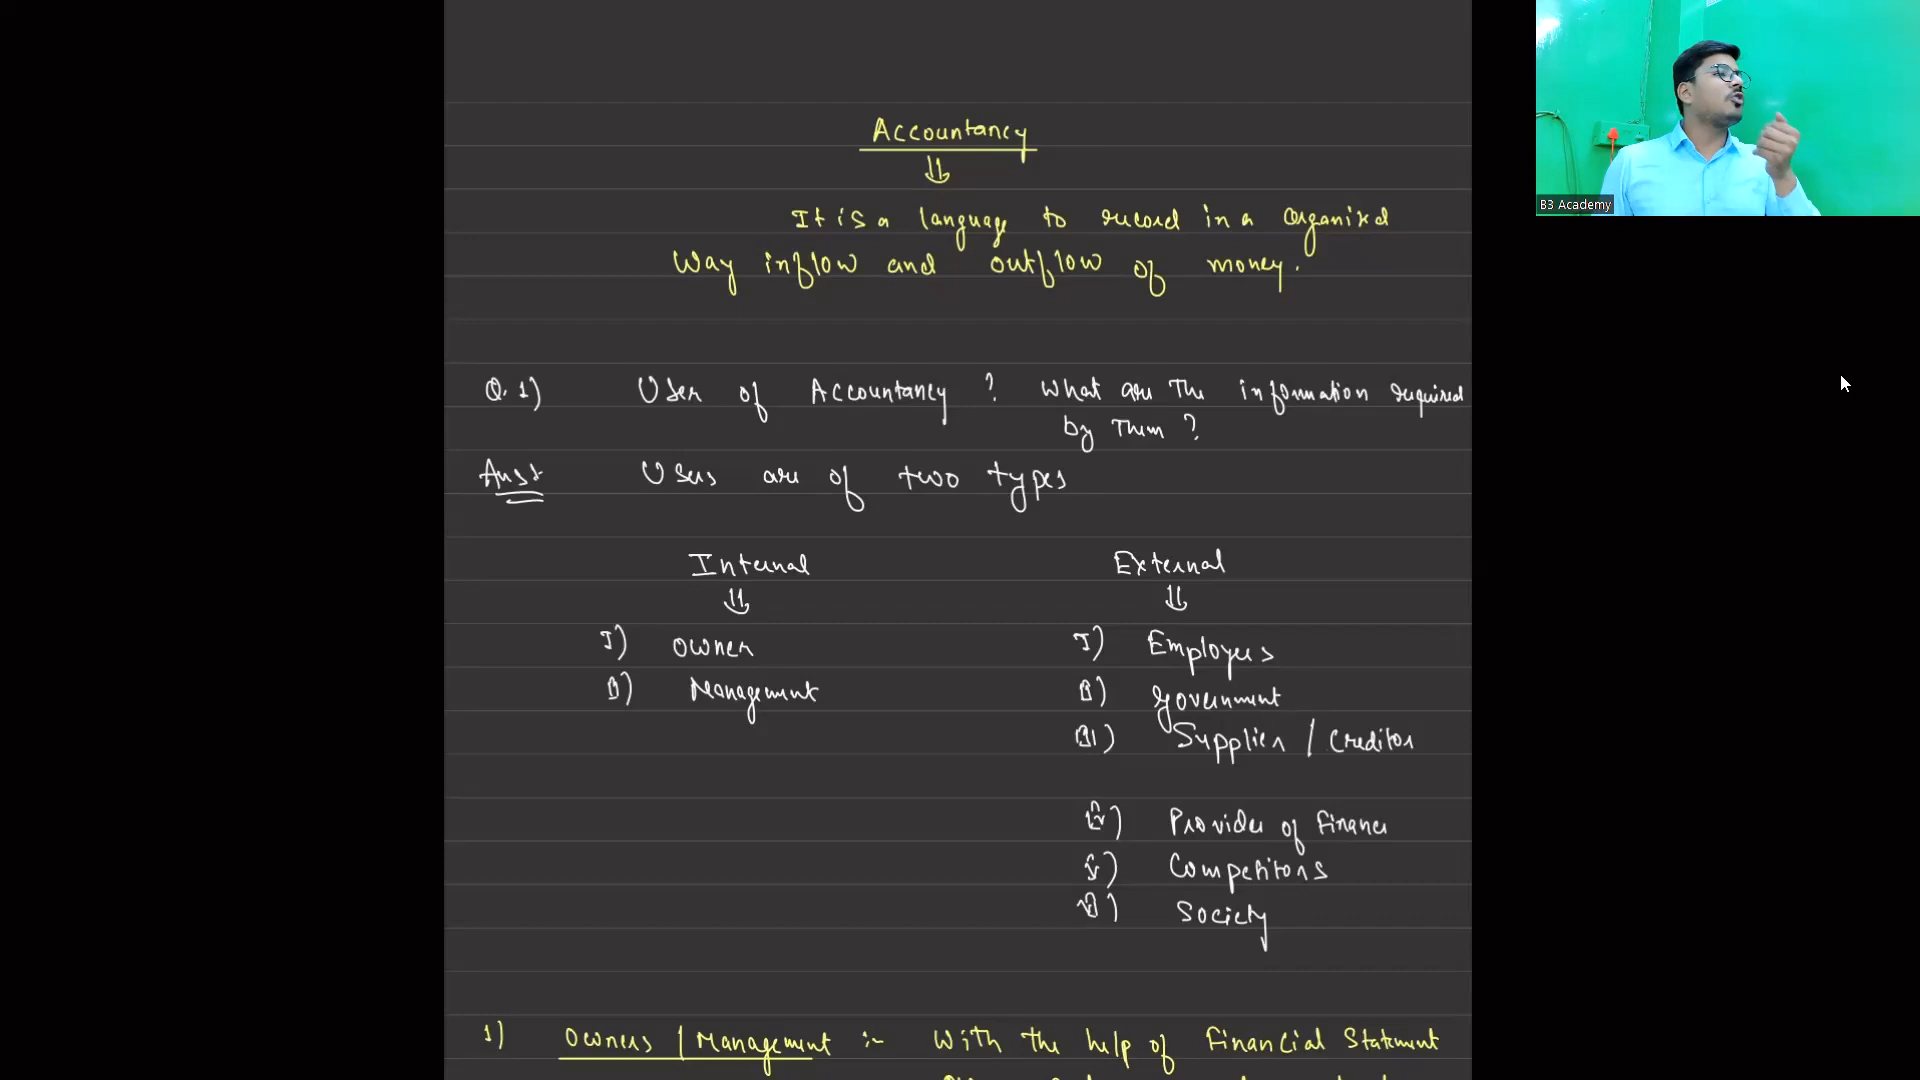 Accountancy
It is a language to record in a organized
B3 Academy
way inflow and outflow of money.
Q.1) User of Accountancy ? What are The information required
by Them ?
Ans:- Users are of two types
Internal External
I) Owner I) Employees
II) Management II) Government
III) Supplier / Creditor
IV) Provider of finance
V) Competitors
VI) Society
1) Owners / Management :- With the help of Financial Statement